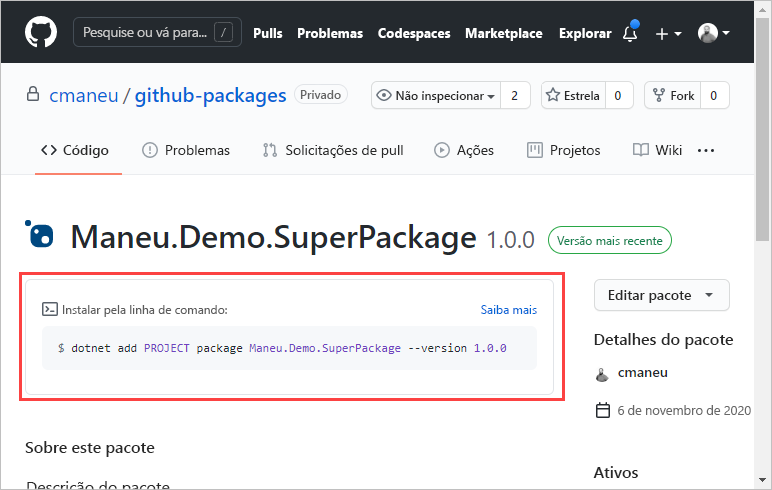 Pesquise ou vá para... / Pulls Problemas Codespaces Marketplace Explorar
cmaneu / github-packages Privado Não inspecionar 2 Estrela 0 Fork 0
Código Problemas Solicitações de pull Ações Projetos Wiki ...
Maneu.Demo.SuperPackage 1.0.0 Versão mais recente
Instalar pela linha de comando: Saiba mais
$ dotnet add PROJECT package Maneu.Demo.SuperPackage --version 1.0.0
Sobre este pacote
Descrição do pacote
Editar pacote
Detalhes do pacote
cmaneu
6 de novembro de 2020
Ativos